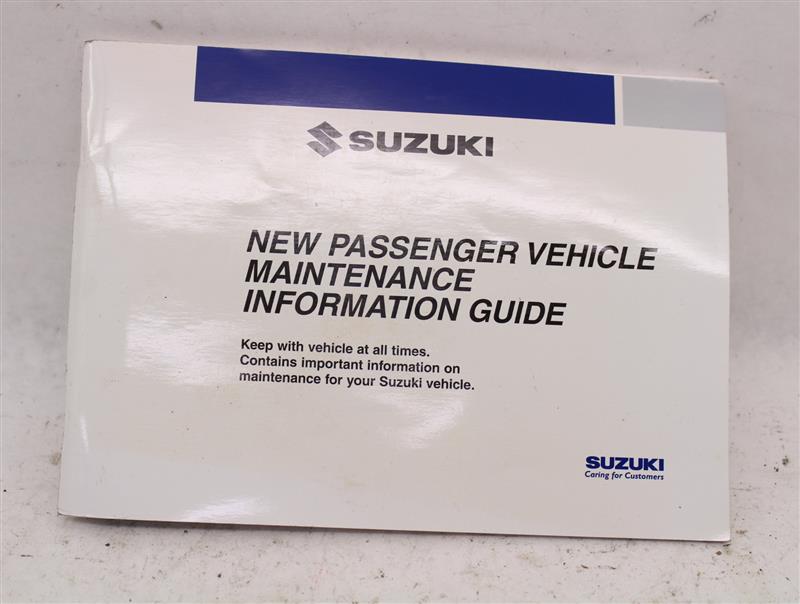 SUZUKI
NEW PASSENGER VEHICLE
MAINTENANCE
INFORMATION GUIDE
Keep with vehicle at all times.
Contains important information on
maintenance for your Suzuki vehicle.
SUZUKI
Caring for Customers